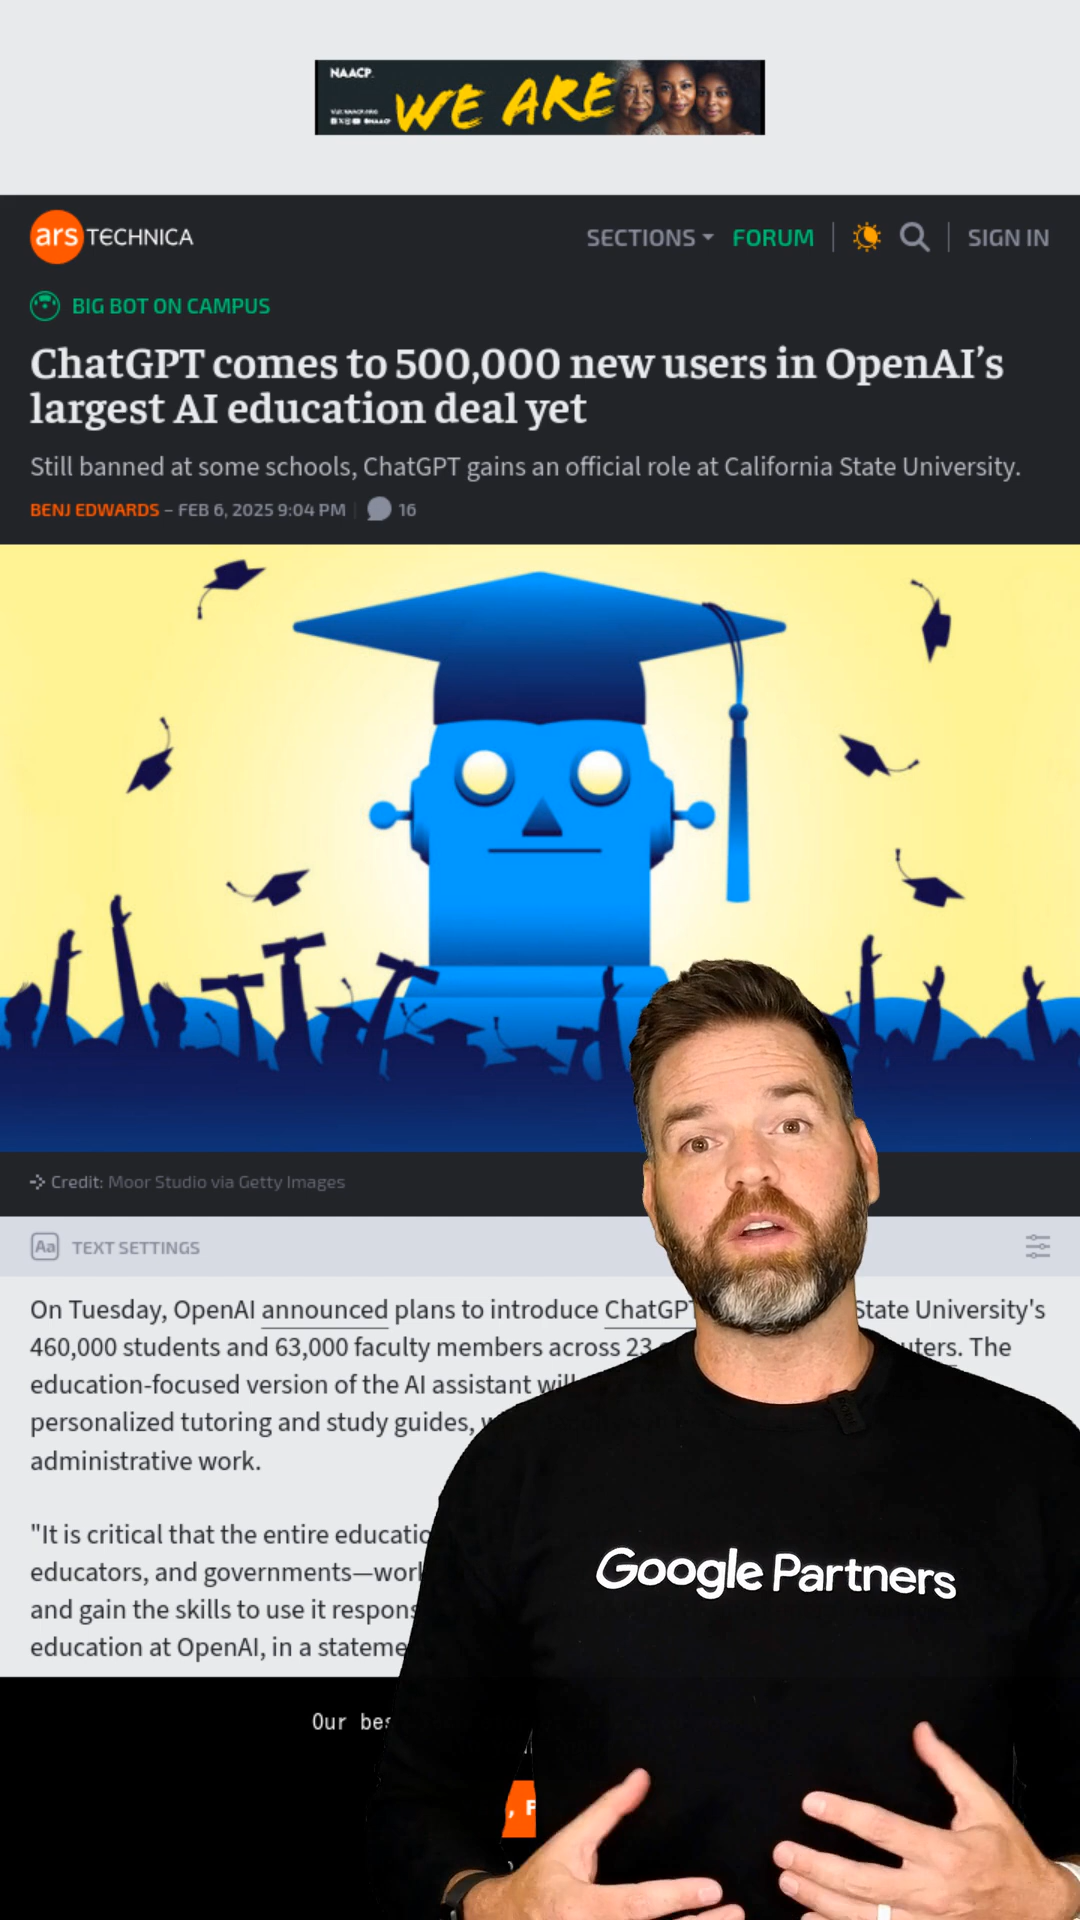 NAACP.
WE ARE
ars TECHNICA
SECTIONS FORUM SIGN IN
BIG BOT ON CAMPUS
ChatGPT comes to 500,000 new users in OpenAI’s
largest AI education deal yet
Still banned at some schools, ChatGPT gains an official role at California State University.
BENJ EDWARDS – FEB 6, 2025 9:04 PM 16
Credit: Moor Studio via Getty Images
Aa TEXT SETTINGS
On Tuesday, OpenAI announced plans to introduce ChatGPT State University's
460,000 students and 63,000 faculty members across 23 The
education-focused version of the AI assistant will
personalized tutoring and study guides,
administrative work.
"It is critical that the entire
educators, and governments—
and gain the skills to use it
education at OpenAI, in a
Our
Google Partners